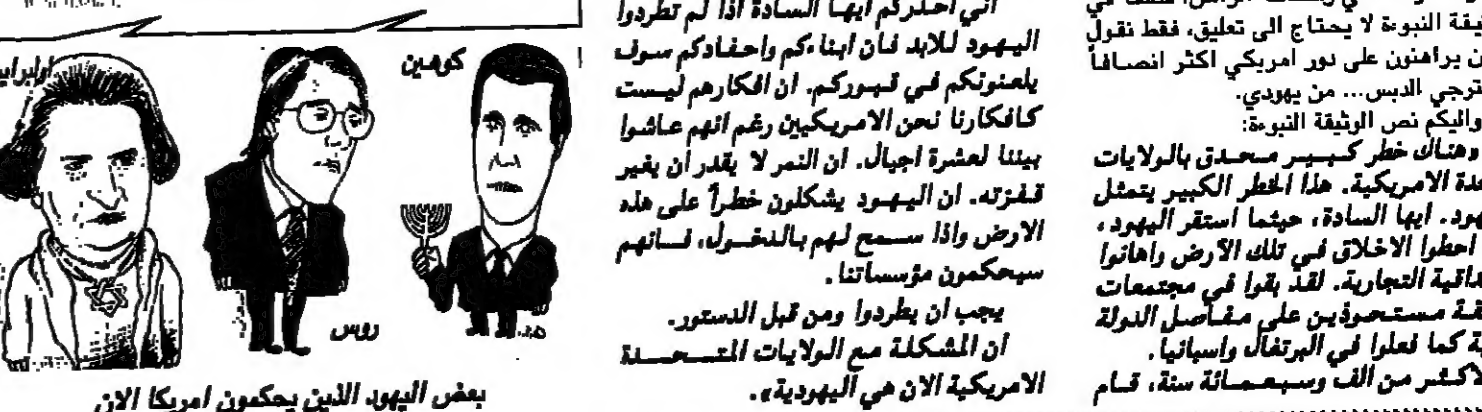 يقة النبوءة لا يحتاج الى تعليق، فقط نقول
ن يراهنون على دور امريكي اكثر انصافاً
ترجي الدبس... من يهودي.
واليكم نص الوثيقة النبوءة:
وهناك خطر كبير محدق بالولايات
حدة الامريكية. هذا الخطر الكبير يتمثل
هود. ايها السادة، حيثما استقر اليهود،
احطوا الاخلاق في تلك الارض واهانوا
داقية التجارية. لقد بقوا في مجتمعات
قة مستحوذين على مفاصل الدولة
ية كما فعلوا في البرتغال واسبانيا.
لاكثر من الف وسبعمائة سنة، قام
اني احذركم ايها السادة اذا لم تطردوا
اليهود للابد فان ابناءكم واحفادكم سوف
يلعنونكم في قبوركم. ان افكارهم ليست
كافكارنا نحن الامريكيين رغم انهم عاشوا
بيننا لعشرة اجيال. ان النمر لا يقدر ان يغير
قفزته. ان اليهود يشكلون خطراً على هذه
الارض واذا سمح لهم بالدخول، فانهم
سيحكمون مؤسساتنا.
يجب ان يطردوا ومن قبل الدستور.
ان المشكلة مع الولايات المتحدة
الامريكية الان هي اليهودية».
كوهين
روس
اولبراي
بعض اليهود الذين يحكمون امريكا الان